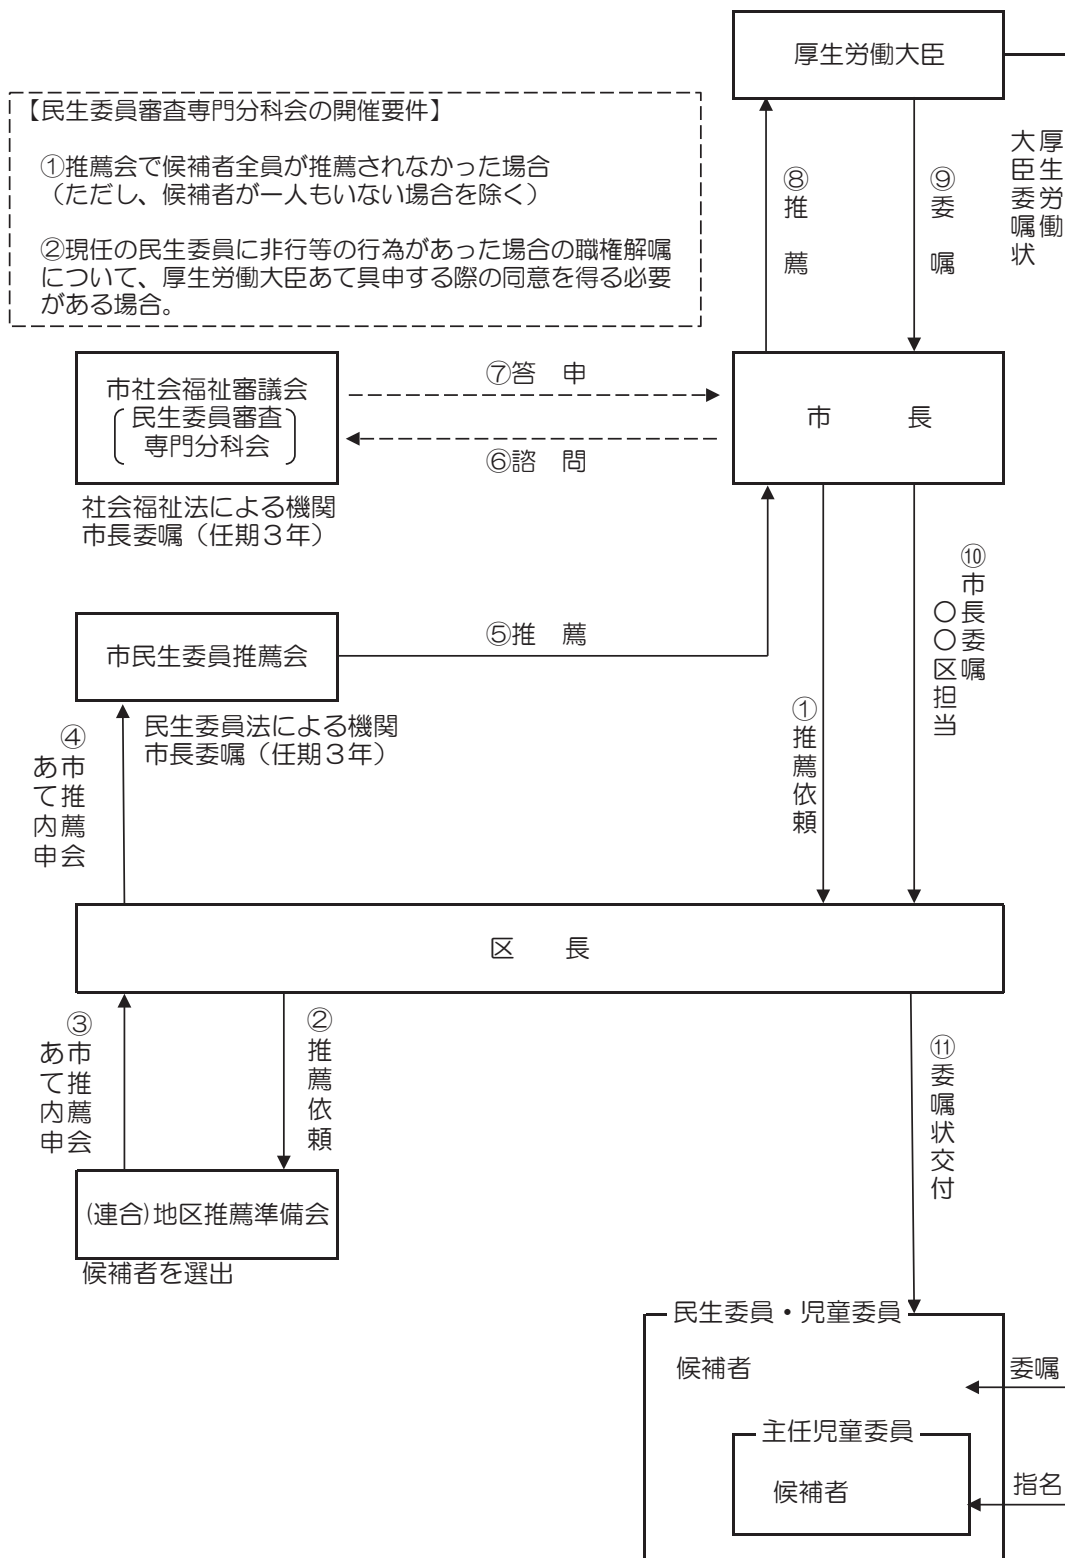 厚生労働大臣
【民生委員審査専門分科会の開催要件】
①推薦会で候補者全員が推薦されなかった場合
（ただし、候補者が一人もいない場合を除く）
②現任の民生委員に非行等の行為があった場合の職権解嘱
について、厚生労働大臣あて具申する際の同意を得る必要
がある場合。
⑧推　薦
⑨委　嘱
厚生労働
大臣委嘱状
市社会福祉審議会
民生委員審査
専門分科会
社会福祉法による機関
市長委嘱（任期３年）
⑦答　申
⑥諮　問
市　　　長
市民生委員推薦会
民生委員法による機関
市長委嘱（任期３年）
⑤推　薦
①推薦依頼
⑩市長委嘱
〇〇区担当
④市推薦会
あて内申
区　　長
③市推薦会
あて内申
②推薦依頼
⑪委嘱状交付
(連合)地区推薦準備会
候補者を選出
民生委員・児童委員
候補者
委嘱
主任児童委員
候補者
指名